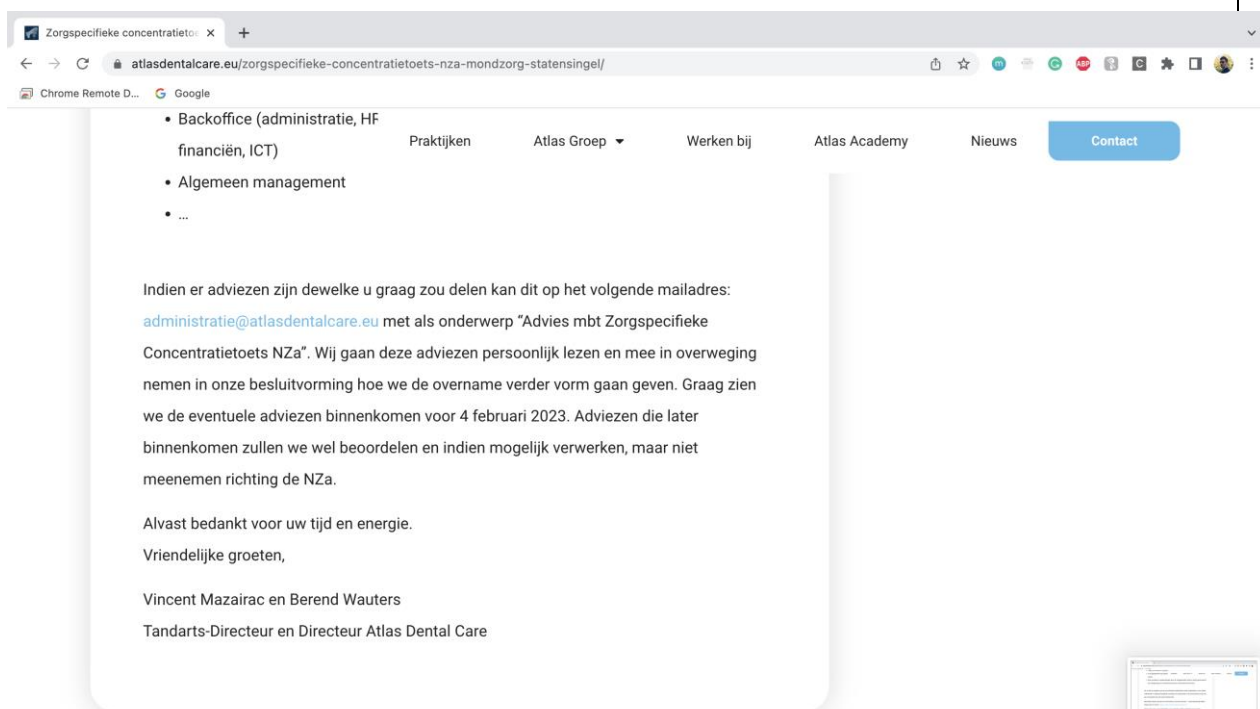 Zorgspecifieke concentratietoe
atlasdentalcare.eu/zorgspecifieke-concentratietoets-nza-mondzorg-statensingel/
Chrome Remote D... Google
• Backoffice (administratie, HR
financiën, ICT)
• Algemeen management
• ...
Praktijken Atlas Groep Werken bij Atlas Academy Nieuws Contact
Indien er adviezen zijn dewelke u graag zou delen kan dit op het volgende mailadres:
administratie@atlasdentalcare.eu met als onderwerp “Advies mbt Zorgspecifieke
Concentratietoets NZa”. Wij gaan deze adviezen persoonlijk lezen en mee in overweging
nemen in onze besluitvorming hoe we de overname verder vorm gaan geven. Graag zien
we de eventuele adviezen binnenkomen voor 4 februari 2023. Adviezen die later
binnenkomen zullen we wel beoordelen en indien mogelijk verwerken, maar niet
meenemen richting de NZa.
Alvast bedankt voor uw tijd en energie.
Vriendelijke groeten,
Vincent Mazairac en Berend Wauters
Tandarts-Directeur en Directeur Atlas Dental Care